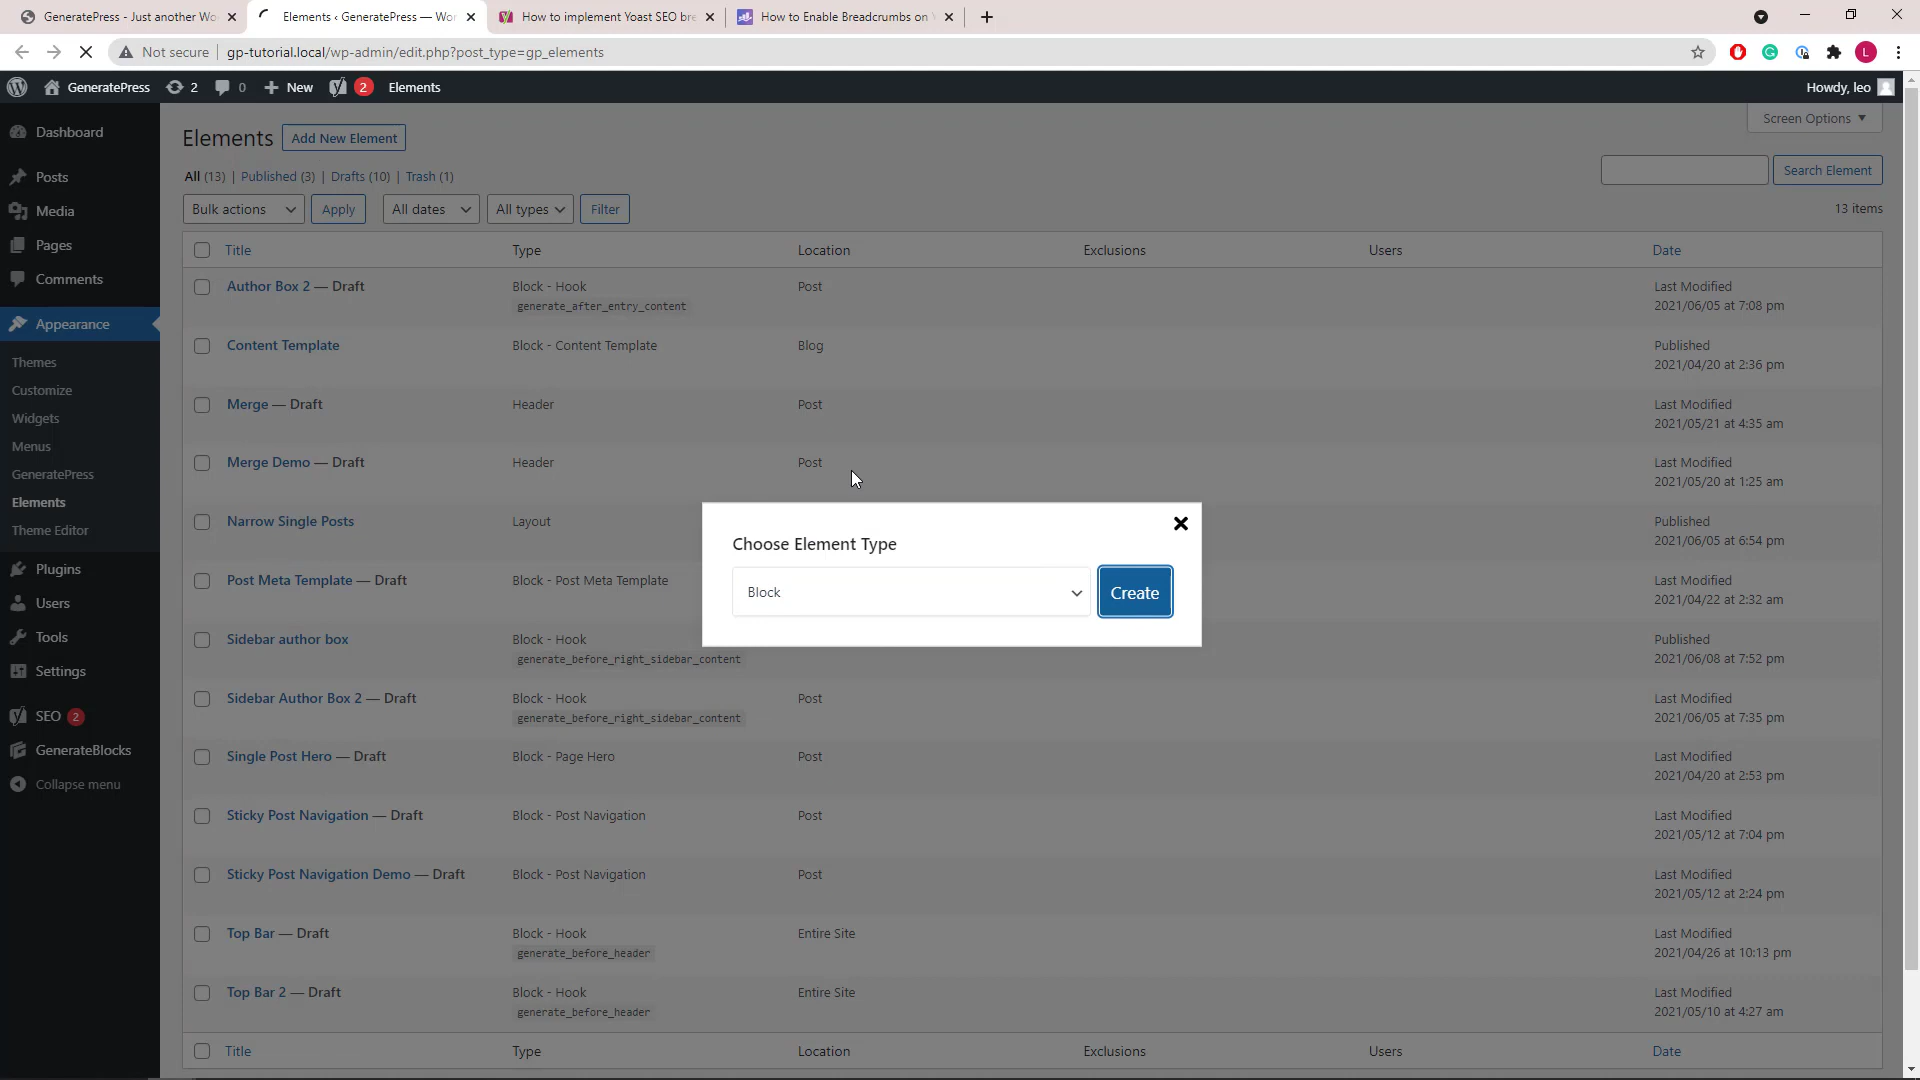 GeneratePress - Just another Wo
Elements ‹ GeneratePress — Wor
How to implement Yoast SEO bre
How to Enable Breadcrumbs on
Not secure | gp-tutorial.local/wp-admin/edit.php?post_type=gp_elements
L
GeneratePress 2 0 New 2 Elements
Howdy, leo
Dashboard
Posts
Media
Pages
Comments
Appearance
Themes
Customize
Widgets
Menus
GeneratePress
Elements
Theme Editor
Plugins
Users
Tools
Settings
SEO 2
GenerateBlocks
Collapse menu
Screen Options
Elements Add New Element
All (13) | Published (3) | Drafts (10) | Trash (1)
Search Element
Bulk actions Apply All dates All types Filter
13 items
Title Type Location Exclusions Users Date
Author Box 2 — Draft Block - Hook Post Last Modified
generate_after_entry_content 2021/06/05 at 7:08 pm
Content Template Block - Content Template Blog Published
2021/04/20 at 2:36 pm
Merge — Draft Header Post Last Modified
2021/05/21 at 4:35 am
Merge Demo — Draft Header Post Last Modified
2021/05/20 at 1:25 am
Narrow Single Posts Layout Published
2021/06/05 at 6:54 pm
Post Meta Template — Draft Block - Post Meta Template Last Modified
2021/04/22 at 2:32 am
Sidebar author box Block - Hook Published
generate_before_right_sidebar_content 2021/06/08 at 7:52 pm
Sidebar Author Box 2 — Draft Block - Hook Post Last Modified
generate_before_right_sidebar_content 2021/06/05 at 7:35 pm
Single Post Hero — Draft Block - Page Hero Post Last Modified
2021/04/20 at 2:53 pm
Sticky Post Navigation — Draft Block - Post Navigation Post Last Modified
2021/05/12 at 7:04 pm
Sticky Post Navigation Demo — Draft Block - Post Navigation Post Last Modified
2021/05/12 at 2:24 pm
Top Bar — Draft Block - Hook Entire Site Last Modified
generate_before_header 2021/04/26 at 10:13 pm
Top Bar 2 — Draft Block - Hook Entire Site Last Modified
generate_before_header 2021/05/10 at 4:27 am
Title Type Location Exclusions Users Date
Choose Element Type
Block
Create